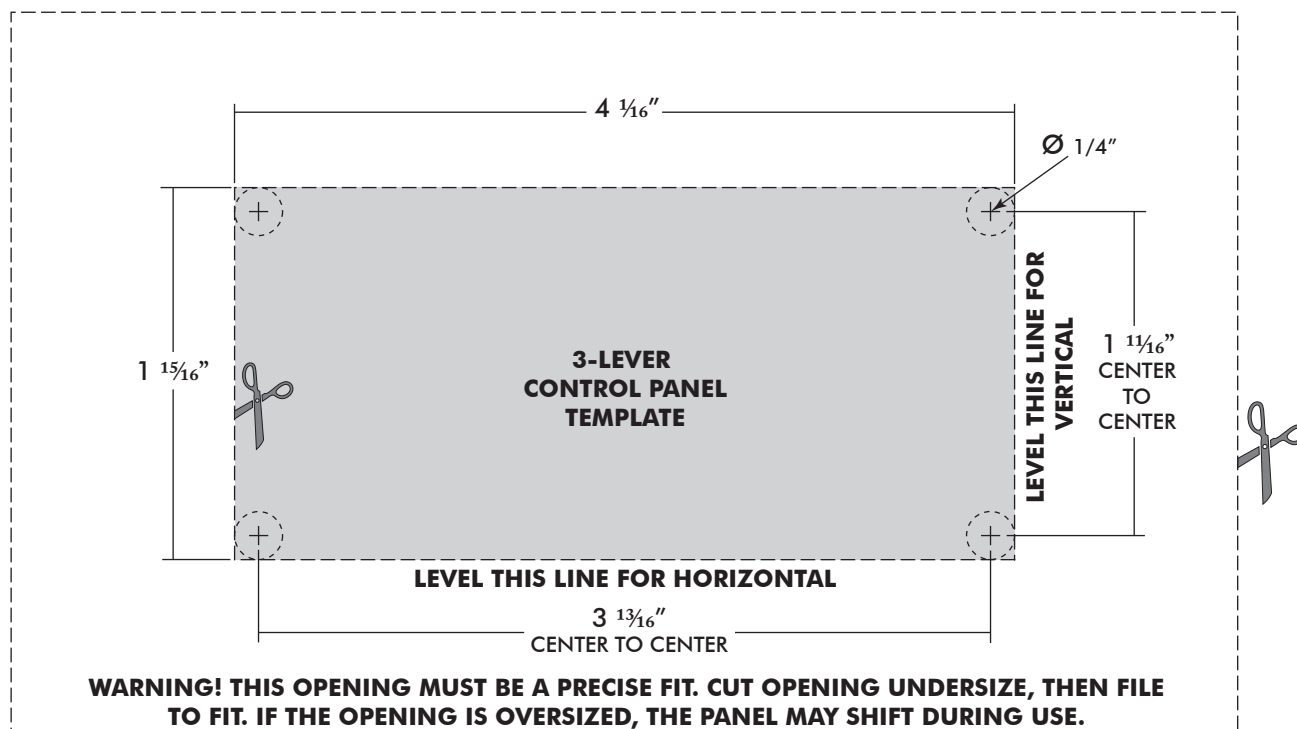 4 1/16"
Ø 1/4"
1 15/16"
3-LEVER
CONTROL PANEL
TEMPLATE
LEVEL THIS LINE FOR
VERTICAL
1 11/16"
CENTER
TO
CENTER
LEVEL THIS LINE FOR HORIZONTAL
3 13/16"
CENTER TO CENTER
WARNING! THIS OPENING MUST BE A PRECISE FIT. CUT OPENING UNDERSIZE, THEN FILE
TO FIT. IF THE OPENING IS OVERSIZED, THE PANEL MAY SHIFT DURING USE.